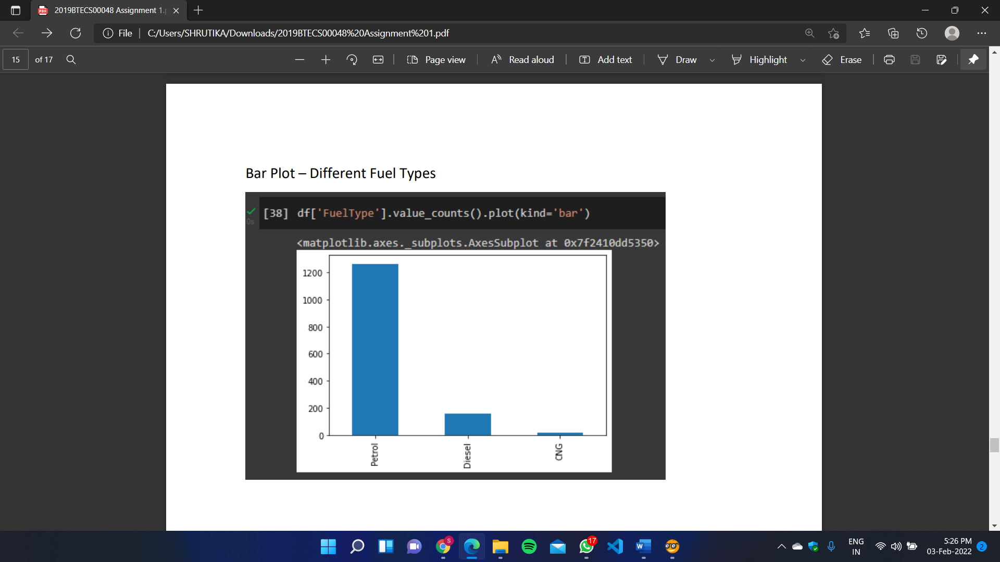 2019BTECS00048 Assignment 1.p
File
C:/Users/SHRUTIKA/Downloads/2019BTECS00048%20Assignment%201.pdf
15 of 17
Page view
Read aloud
Add text
Draw
Highlight
Erase
Bar Plot – Different Fuel Types
[38] df['FuelType'].value_counts().plot(kind='bar')
0s
<matplotlib.axes._subplots.AxesSubplot at 0x7f2410dd5350>
1200
1000
800
600
400
200
0
Petrol
Diesel
CNG
S
17
ENG
IN
5:26 PM
03-Feb-2022
2